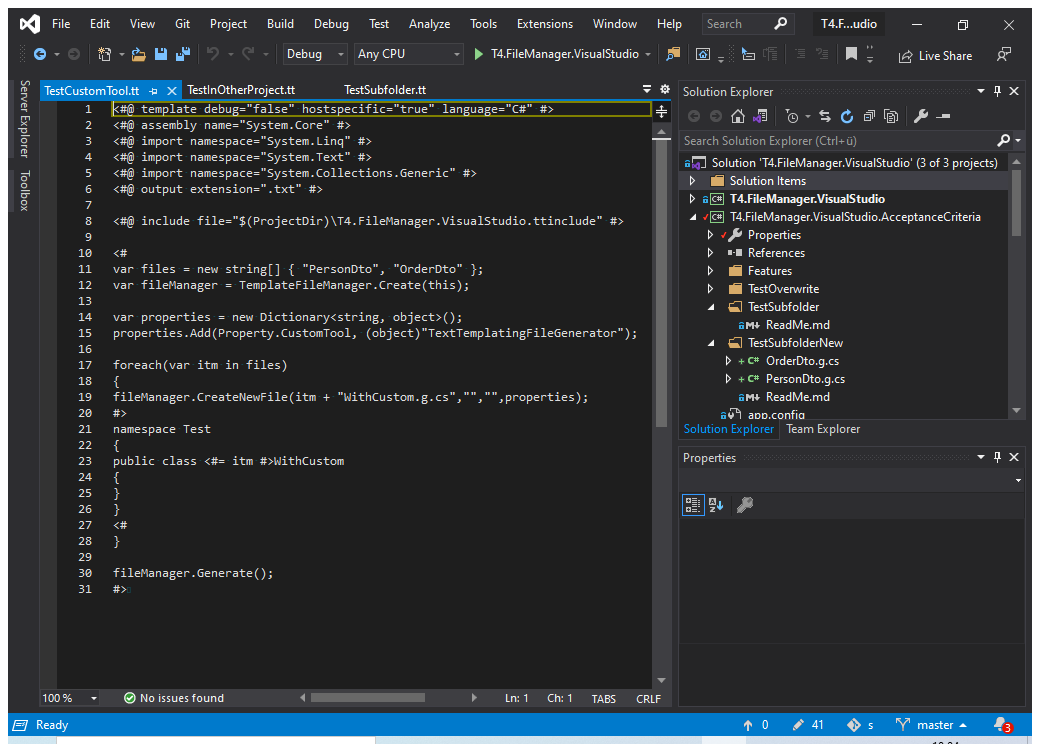 File Edit View Git Project Build Debug Test Analyze Tools Extensions Window Help Search T4.F...udio
Debug Any CPU T4.FileManager.VisualStudio Live Share
Server Explorer
Toolbox
TestCustomTool.tt TestInOtherProject.tt TestSubfolder.tt
1 <#@ template debug="false" hostspecific="true" language="C#" #>
2 <#@ assembly name="System.Core" #>
3 <#@ import namespace="System.Linq" #>
4 <#@ import namespace="System.Text" #>
5 <#@ import namespace="System.Collections.Generic" #>
6 <#@ output extension=".txt" #>
7
8 <#@ include file="$(ProjectDir)\T4.FileManager.VisualStudio.ttinclude" #>
9
10 <#
11 var files = new string[] { "PersonDto", "OrderDto" };
12 var fileManager = TemplateFileManager.Create(this);
13
14 var properties = new Dictionary<string, object>();
15 properties.Add(Property.CustomTool, (object)"TextTemplatingFileGenerator");
16
17 foreach(var itm in files)
18 {
19 fileManager.CreateNewFile(itm + "WithCustom.g.cs","","",properties);
20 #>
21 namespace Test
22 {
23 public class <#= itm #>WithCustom
24 {
25 }
26 }
27 <#
28 }
29
30 fileManager.Generate();
31 #>
100 % No issues found Ln: 1 Ch: 1 TABS CRLF
Solution Explorer
Search Solution Explorer (Ctrl+ü)
Solution 'T4.FileManager.VisualStudio' (3 of 3 projects)
Solution Items
C# T4.FileManager.VisualStudio
C# T4.FileManager.VisualStudio.AcceptanceCriteria
Properties
References
Features
TestOverwrite
TestSubfolder
M ReadMe.md
TestSubfolderNew
+ C# OrderDto.g.cs
+ C# PersonDto.g.cs
M ReadMe.md
app.config
Solution Explorer Team Explorer
Properties
Ready 0 41 s master 3